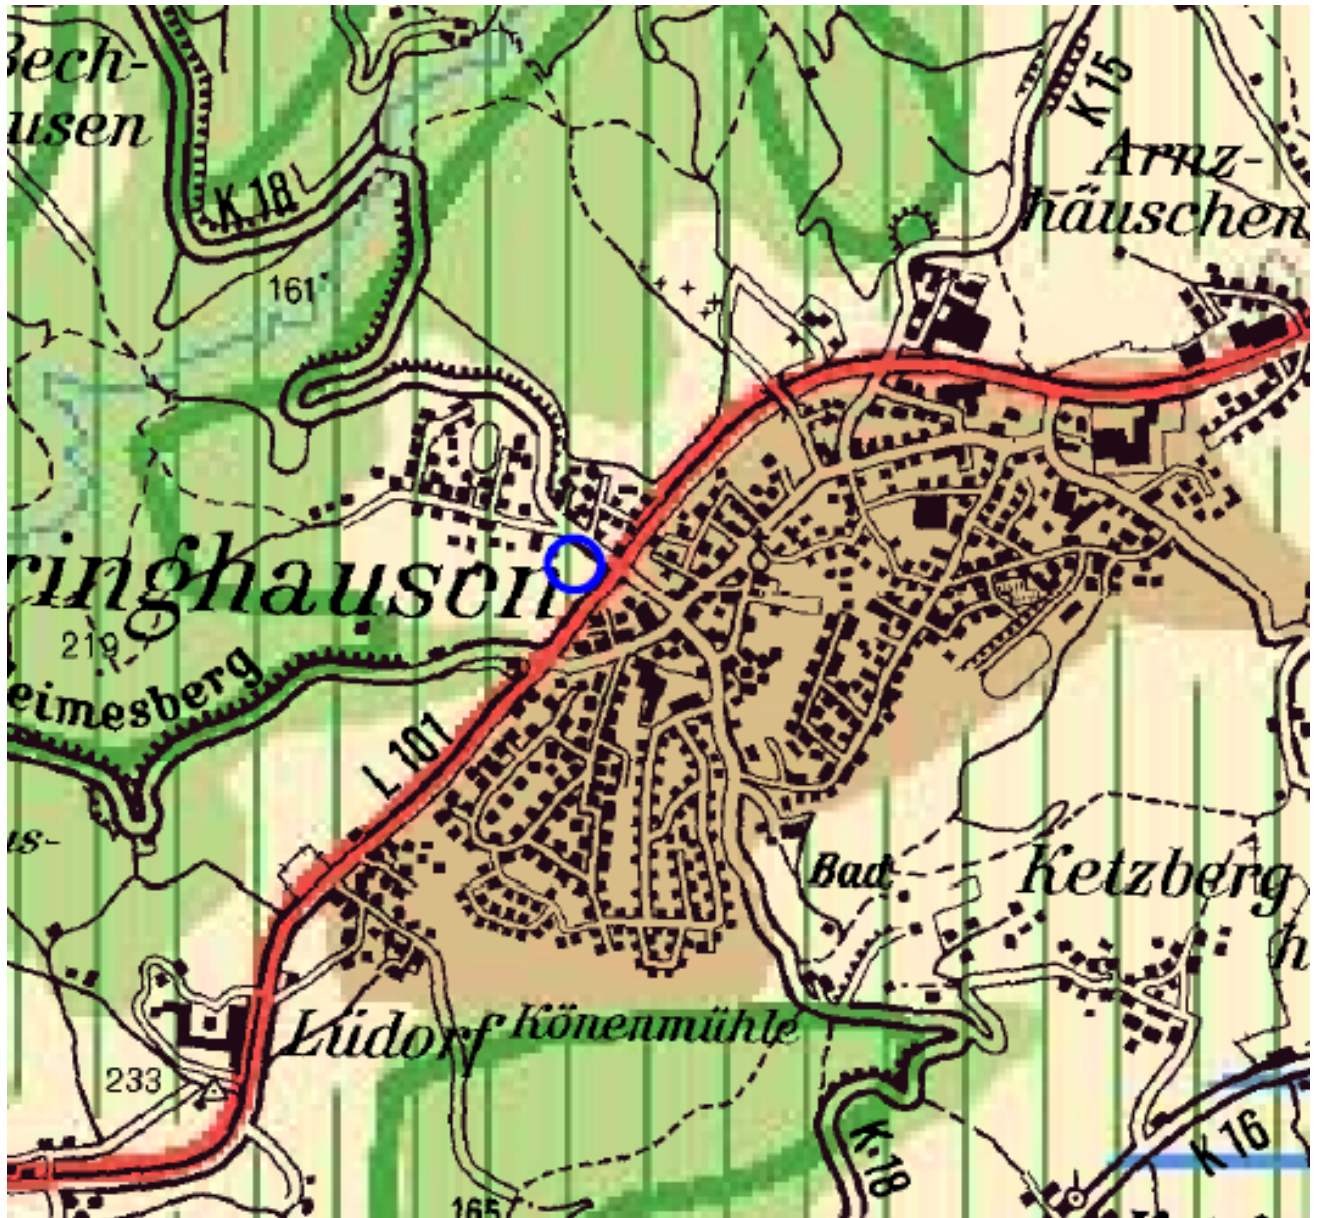 Bech-
usen
K 15
Arnz-
häuschen
K 18
161
ringhausen
219
eimesberg
L 101
us-
Bad
Ketzberg
h
Lüdorf
Könenmühle
233
K 16
K 18
165